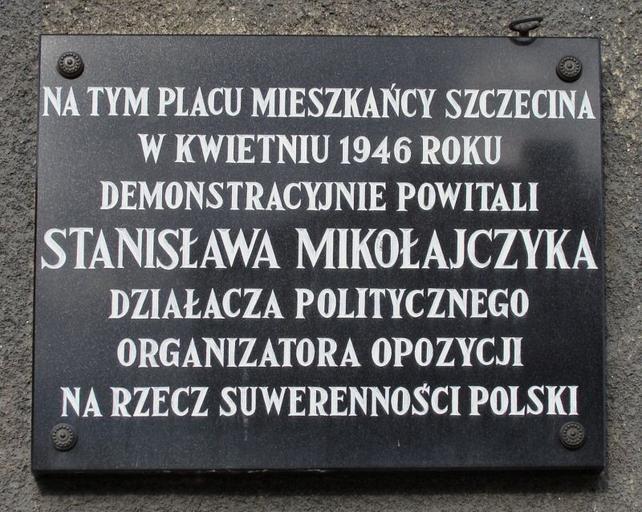 NA TYM PLACU MIESZKAŃCY SZCZECINA
W KWIETNIU 1946 ROKU
DEMONSTRACYJNIE POWITALI
STANISŁAWA MIKOŁAJCZYKA
DZIAŁACZA POLITYCZNEGO
ORGANIZATORA OPOZYCJI
NA RZECZ SUWERENNOŚCI POLSKI